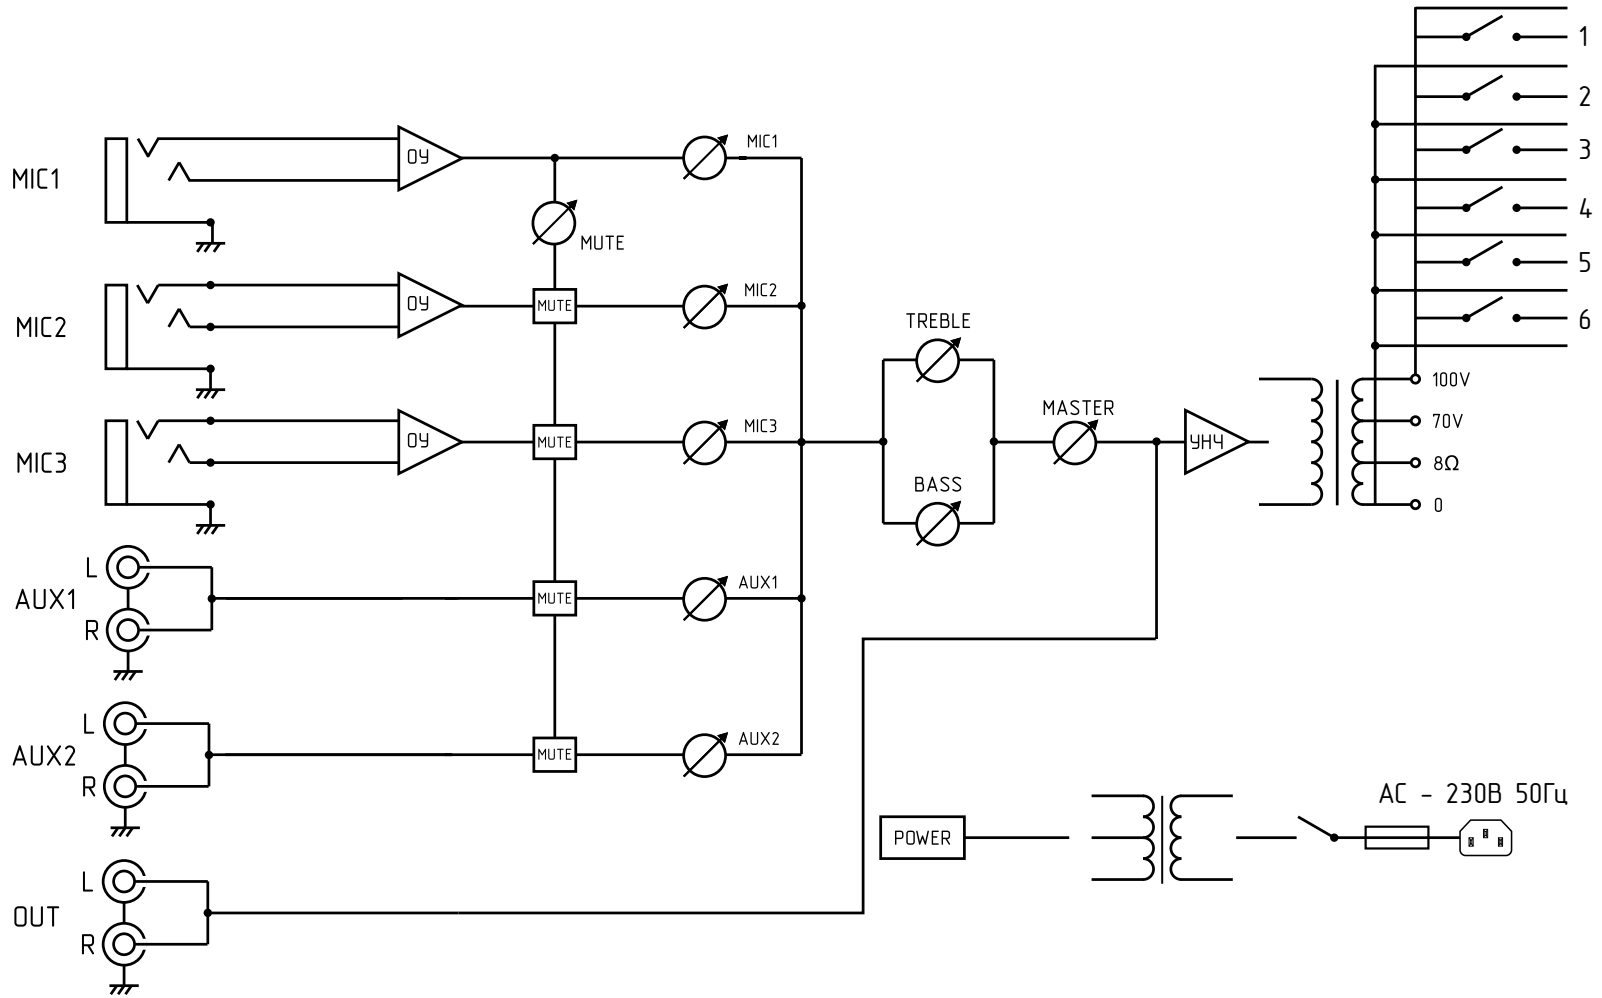 1
2
3
4
5
6
MIC1
ОУ
MIC1
MUTE
MIC2
ОУ
MUTE
MIC2
MIC3
ОУ
MUTE
MIC3
TREBLE
BASS
MASTER
УНЧ
100V
70V
8Ω
0
AUX1
L
R
MUTE
AUX1
AUX2
L
R
MUTE
AUX2
OUT
L
R
POWER
AC - 230В 50Гц